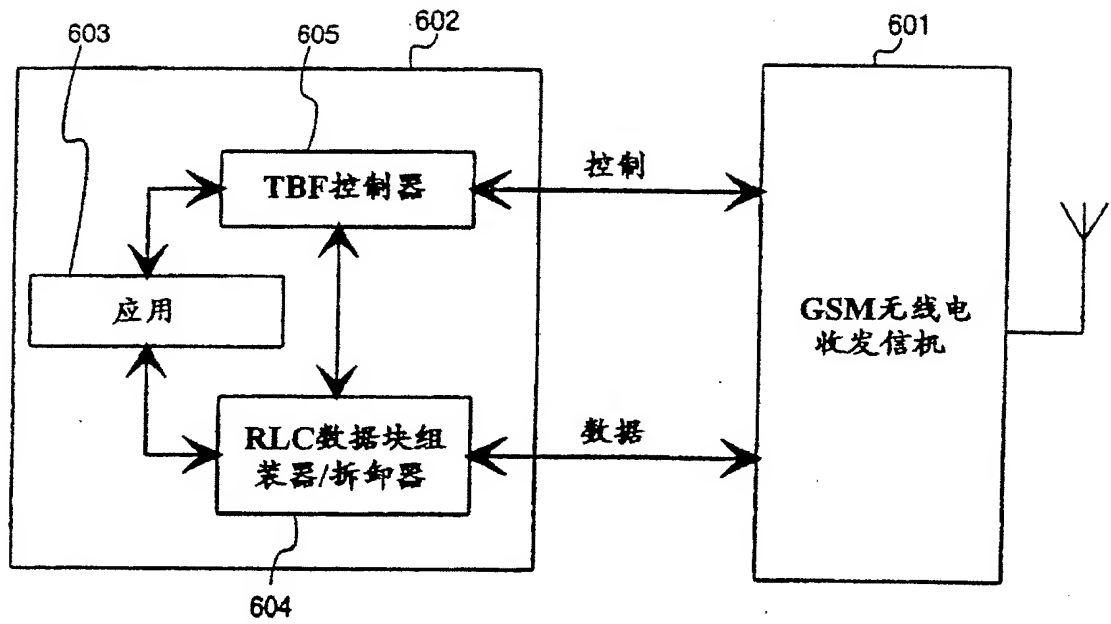 603
605
602
601
TBF控制器
控制
应用
GSM无线电
收发信机
RLC数据块组
装器/拆卸器
数据
604